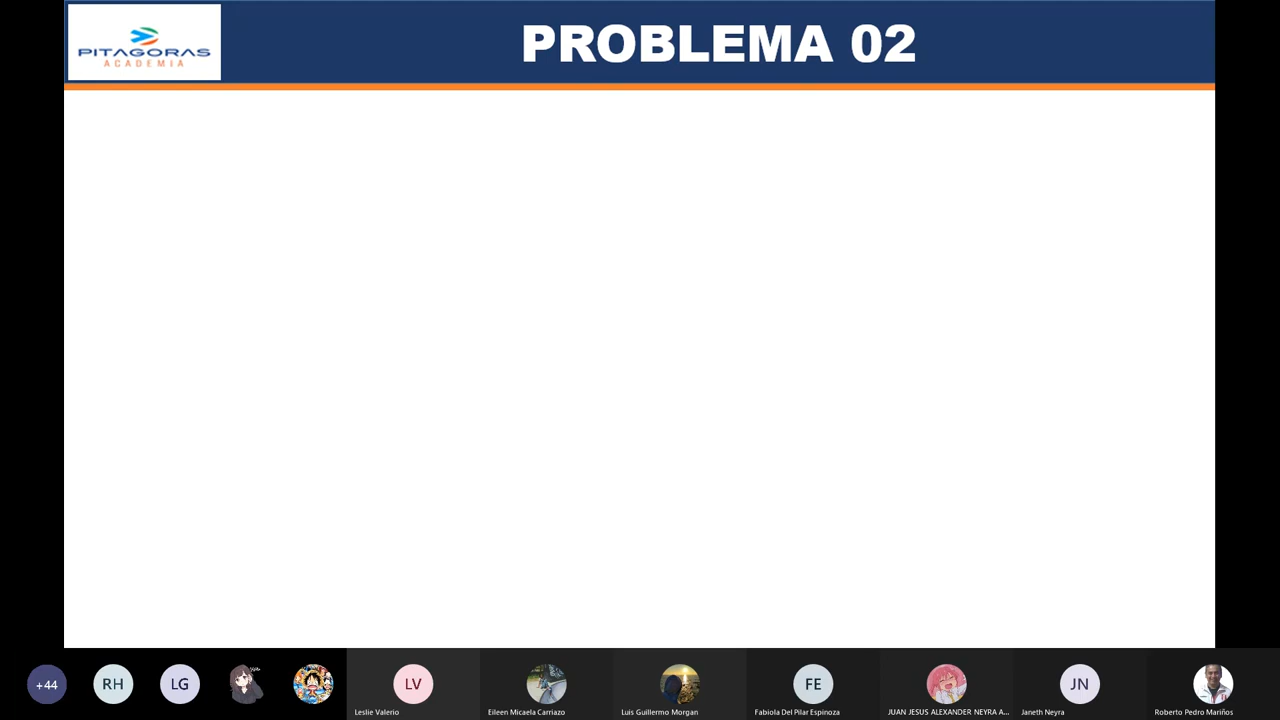 PITAGORAS
ACADEMIA
PROBLEMA 02
+44
RH
LG
LV
FE
JN
Leslie Valerio
Eileen Micaela Carriazo
Luis Guillermo Morgan
Fabiola Del Pilar Espinoza
JUAN JESUS ALEXANDER NEYRA A...
Janeth Neyra
Roberto Pedro Mariños